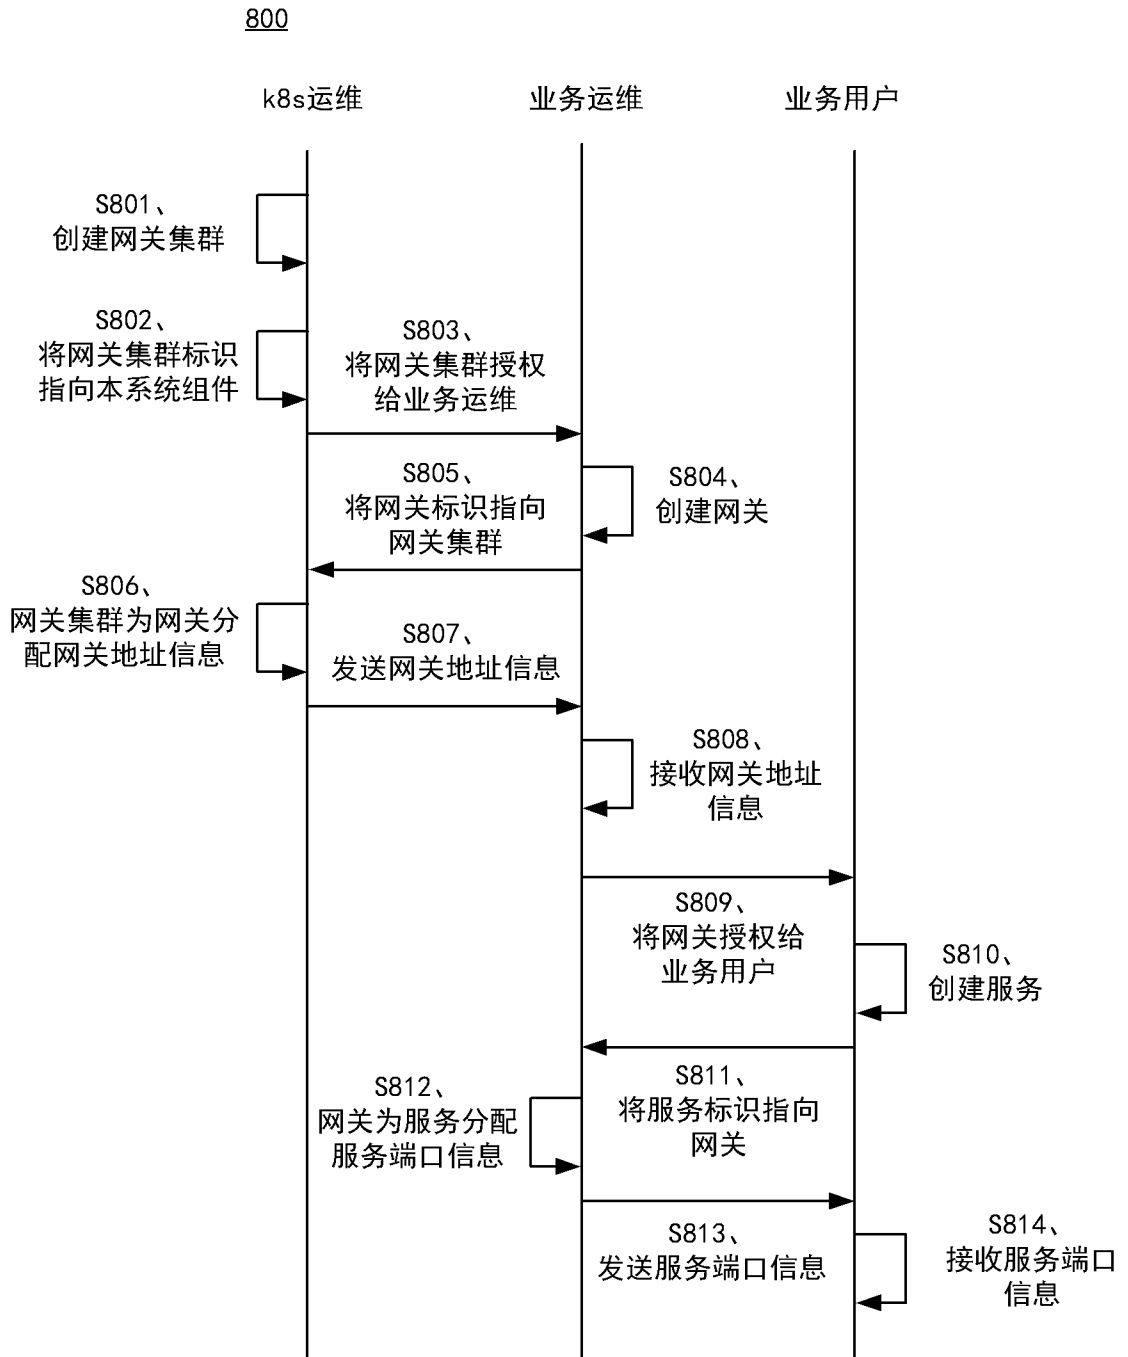 800
k8s运维
业务运维
业务用户
S801、
创建网关集群
S802、
将网关集群标识
指向本系统组件
S803、
将网关集群授权
给业务运维
S804、
创建网关
S805、
将网关标识指向
网关集群
S806、
网关集群为网关分
配网关地址信息
S807、
发送网关地址信息
S808、
接收网关地址
信息
S809、
将网关授权给
业务用户
S810、
创建服务
S811、
将服务标识指向
网关
S812、
网关为服务分配
服务端口信息
S813、
发送服务端口信息
S814、
接收服务端口
信息